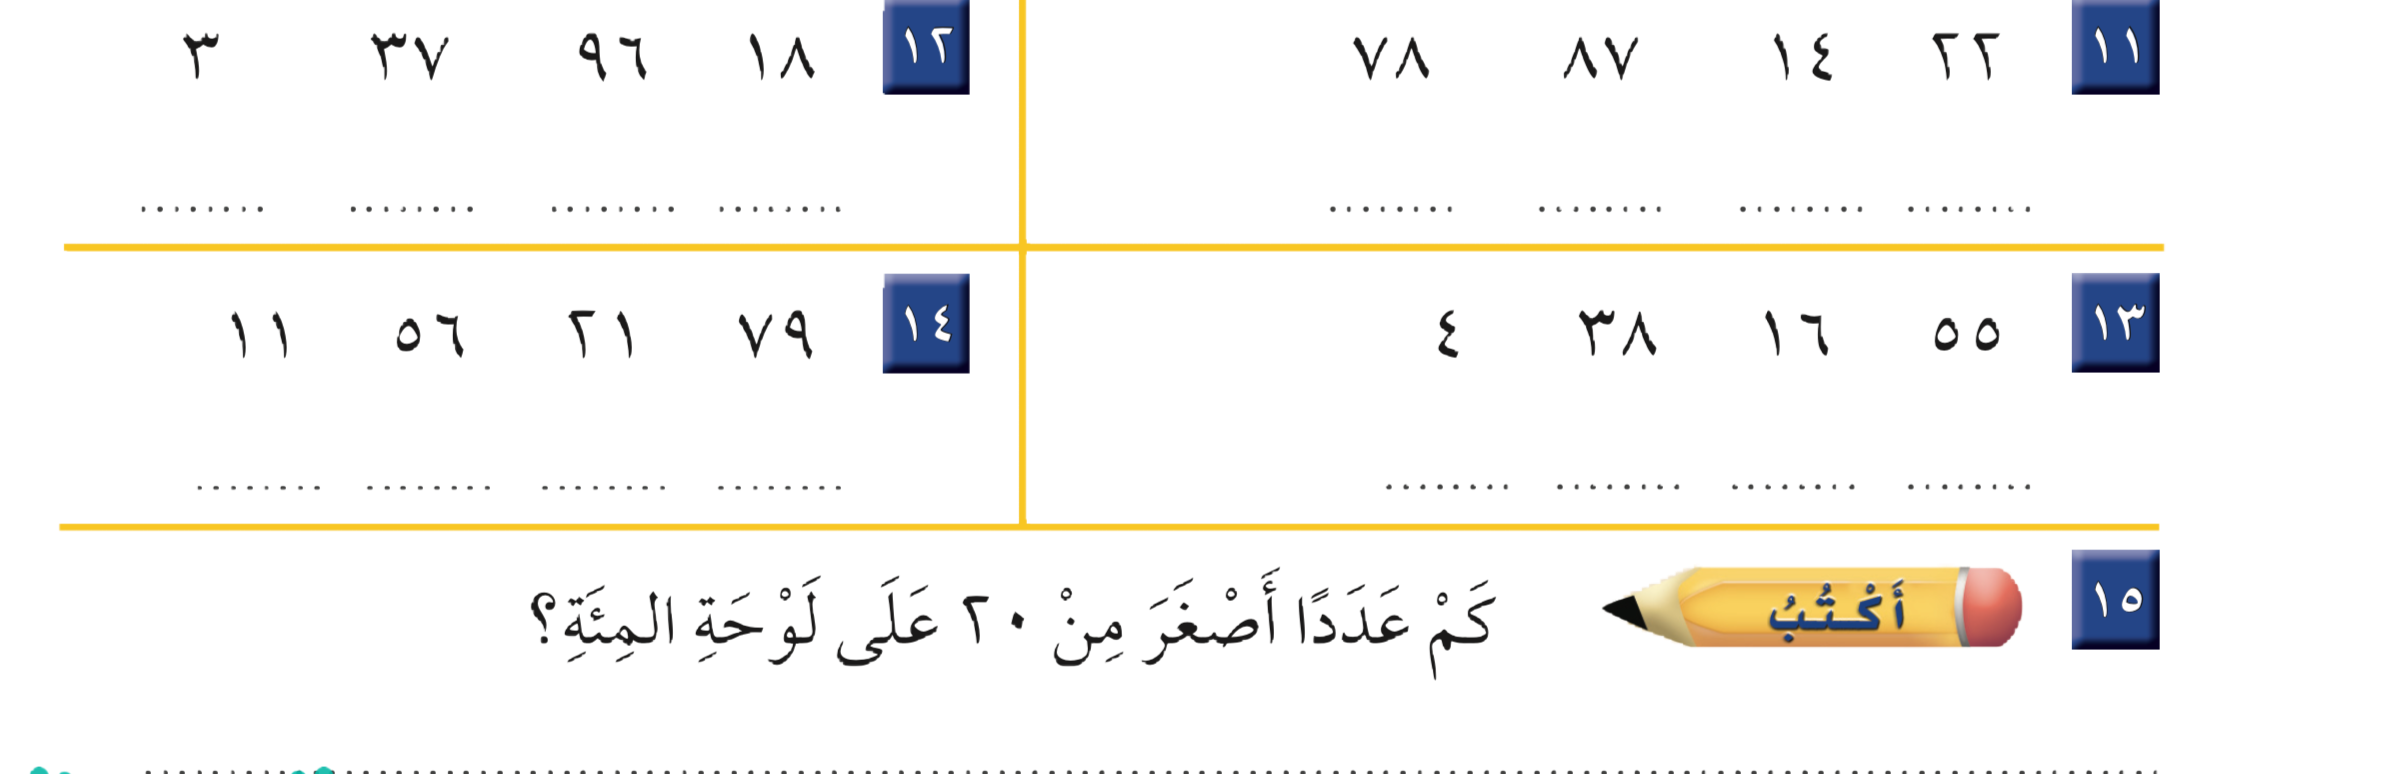 ١١ ٢٢ ١٤ ٨٧ ٧٨
١٢ ١٨ ٩٦ ٣٧ ٣
١٣ ٥٥ ١٦ ٣٨ ٤
١٤ ٧٩ ٢١ ٥٦ ١١
١٥ أَكْتُبُ كَمْ عَدَدًا أَصْغَرَ مِنْ ٢٠ عَلَى لَوْحَةِ المِئَةِ؟